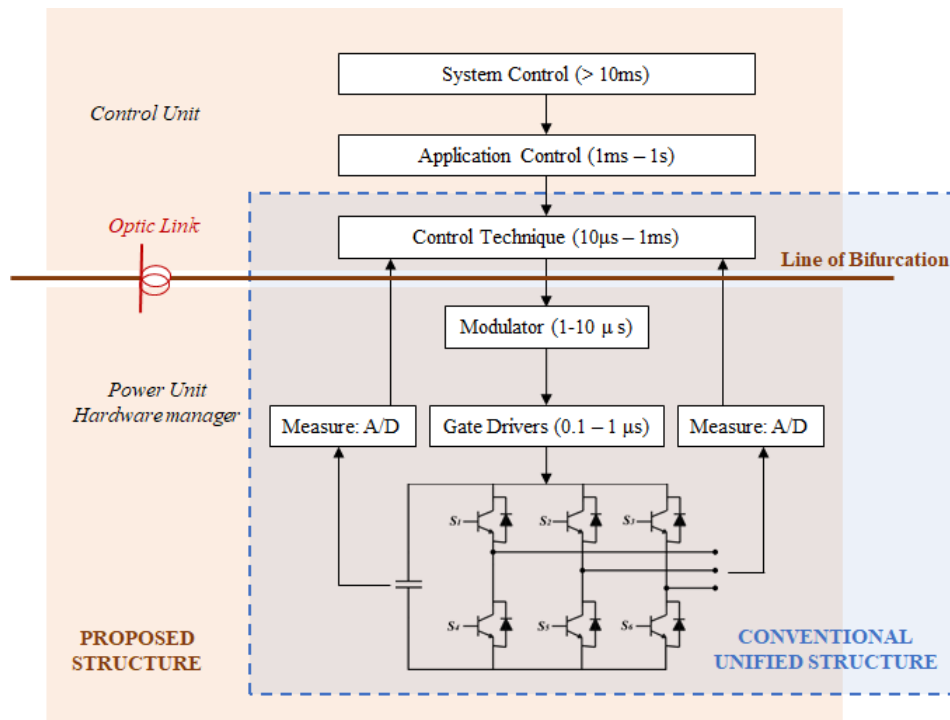 System Control (> 10ms)
Control Unit
Application Control (1ms – 1s)
Optic Link
Control Technique (10µs – 1ms)
Line of Bifurcation
Modulator (1-10 µ s)
Power Unit
Hardware manager
Measure: A/D
Gate Drivers (0.1 – 1 µs)
Measure: A/D
S1
S2
S3
S4
S5
S6
PROPOSED
STRUCTURE
CONVENTIONAL
UNIFIED STRUCTURE